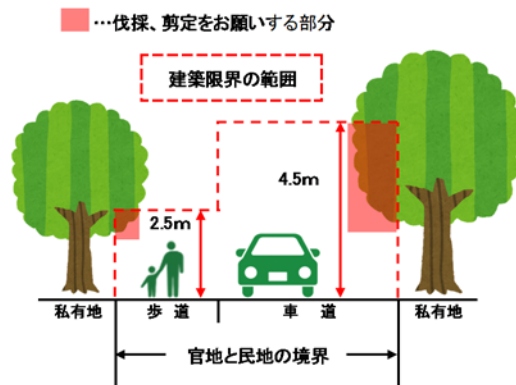 …伐採、剪定をお願いする部分
建築限界の範囲
4.5m
2.5m
私有地 歩 道 車 道 私有地
官地と民地の境界